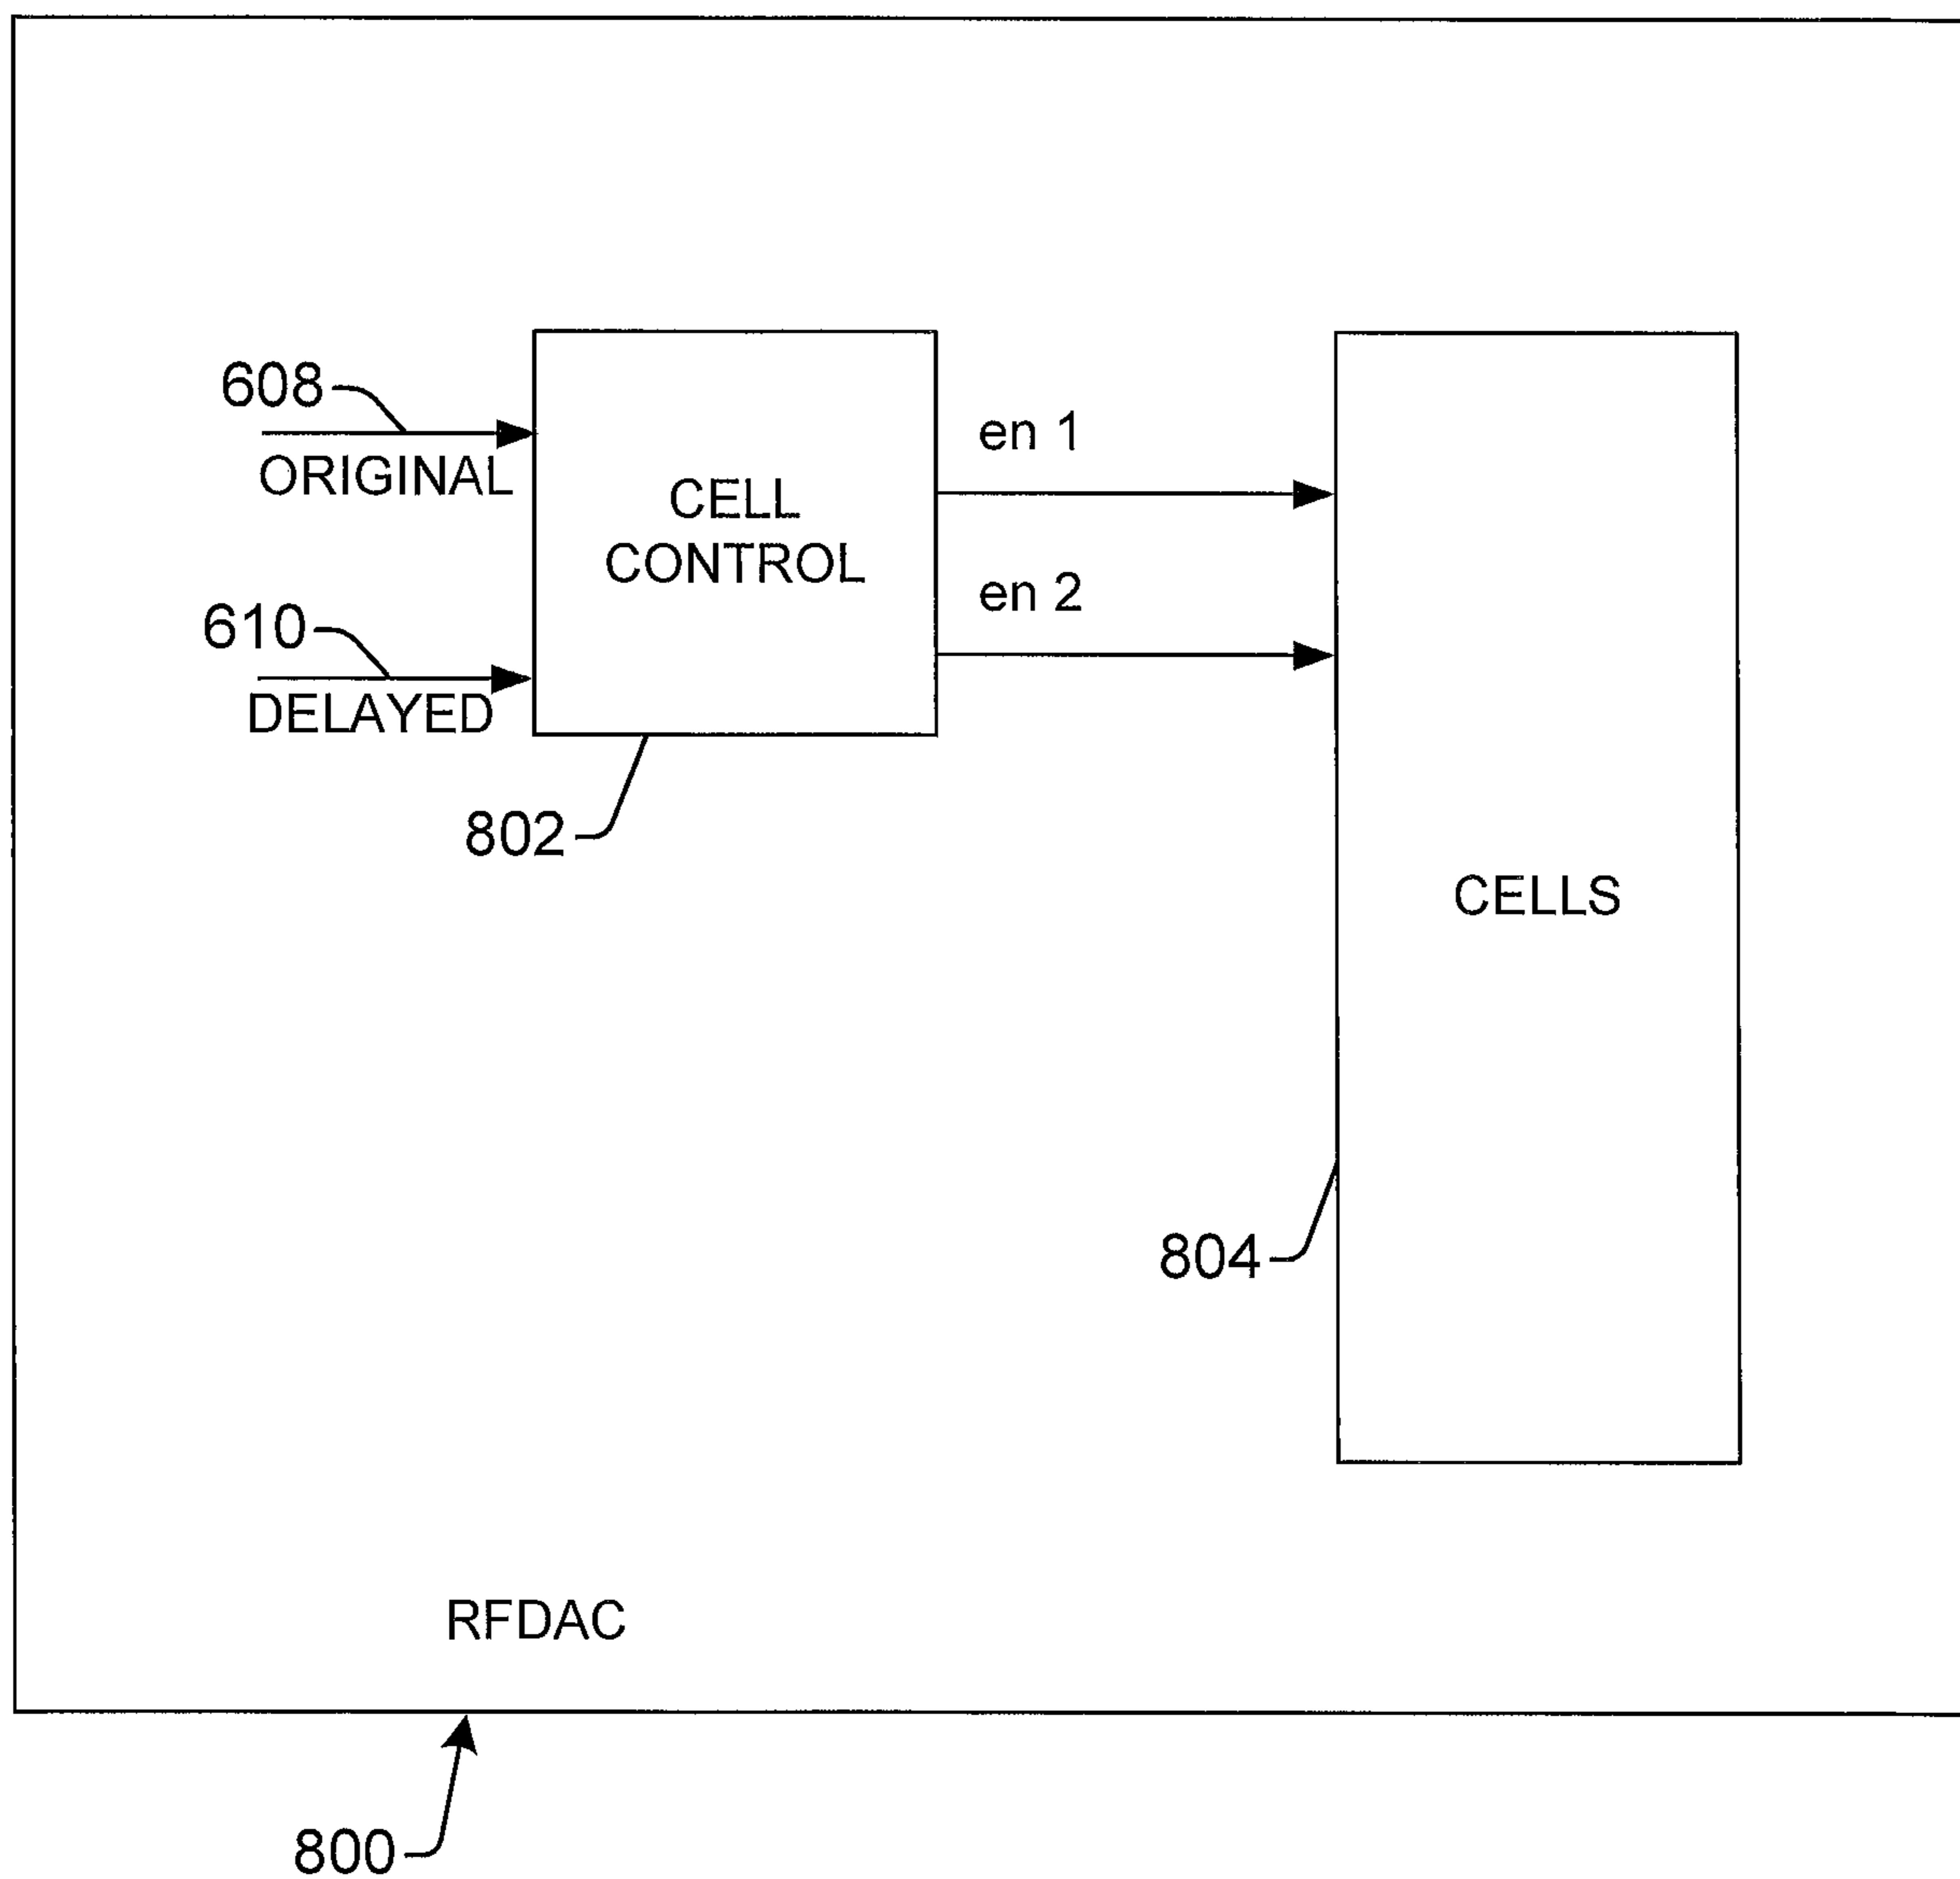 608
ORIGINAL
en 1
CELL
CONTROL
en 2
610
DELAYED
802
CELLS
804
RFDAC
800